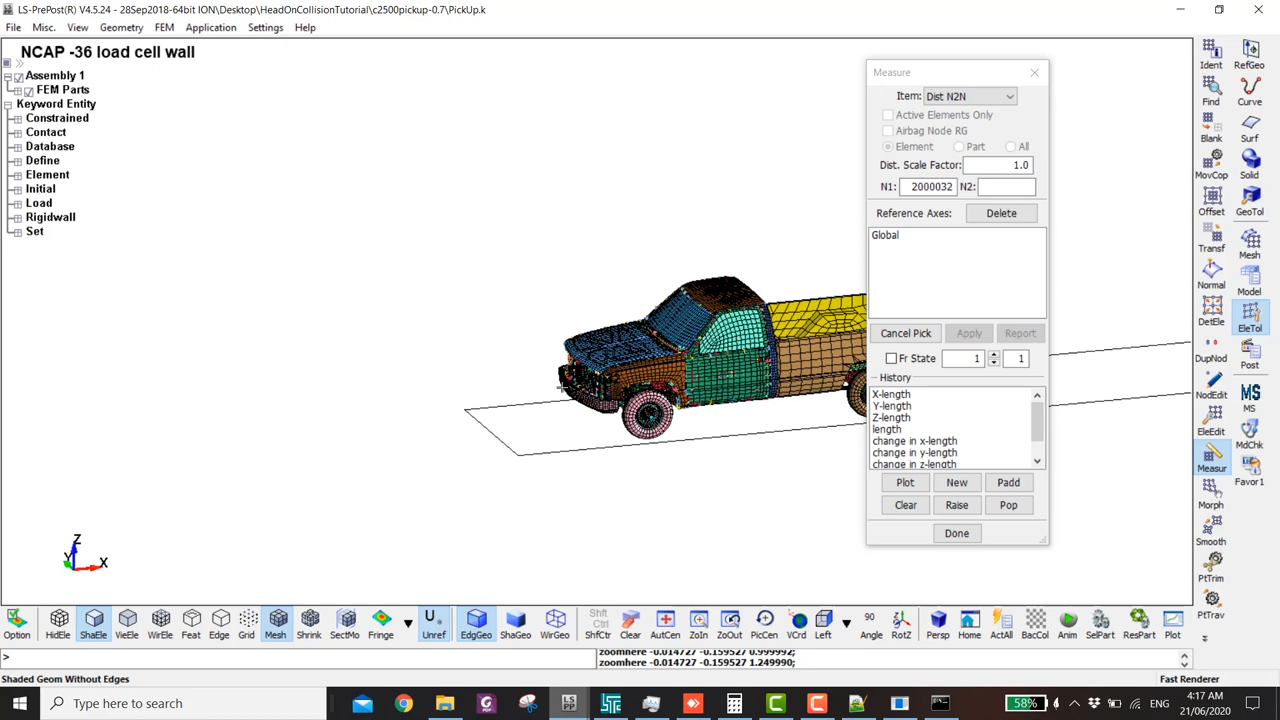 LS-PrePost(R) V4.5.24 - 28Sep2018-64bit ION\Desktop\HeadOnCollisionTutorial\c2500pickup-0.7\PickUp.k
File Misc. View Geometry FEM Application Settings Help
NCAP -36 load cell wall
Assembly 1
FEM Parts
Keyword Entity
Constrained
Contact
Database
Define
Element
Initial
Load
Rigidwall
Set
Measure
Item: Dist N2N
Active Elements Only
Airbag Node RG
Element Part All
Dist. Scale Factor: 1.0
N1: 2000032 N2:
Reference Axes: Delete
Global
Cancel Pick Apply Report
Fr State 1 1
History
X-length
Y-length
Z-length
length
change in x-length
change in y-length
change in z-length
Plot New Padd
Clear Raise Pop
Done
Ident RefGeo
Find Curve
Blank Surf
MovCop Solid
Offset GeoTol
Transf Mesh
Normal Model
DetEle EleTol
DupNod Post
NodEdit MS
EleEdit MdChk
Measur Favor1
Morph
Smooth
PtTrim
PtTrav
Z
Y
X
Shft
Ctrl
90
Option HidEle ShaEle VieEle WirEle Feat Edge Grid Mesh Shrink SectMo Fringe Unref EdgGeo ShaGeo WirGeo ShfCtr Clear AutCen ZoIn ZoOut PicCen VCrd Left Angle RotZ Persp Home ActAll BacCol Anim SelPart ResPart Plot
>
zoomhere -0.014727 -0.159527 0.999992;
zoomhere -0.014727 -0.159527 1.249990;
Shaded Geom Without Edges Fast Renderer
Type here to search
58%
ENG
4:17 AM
21/06/2020